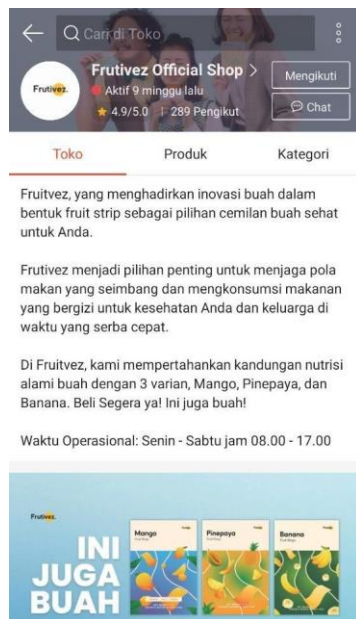 Cari di Toko
Frutivez.
Frutivez Official Shop >
Aktif 9 minggu lalu
4.9/5.0 | 289 Pengikut
Mengikuti
Chat
Toko Produk Kategori
Fruitvez, yang menghadirkan inovasi buah dalam
bentuk fruit strip sebagai pilihan cemilan buah sehat
untuk Anda.
Frutivez menjadi pilihan penting untuk menjaga pola
makan yang seimbang dan mengkonsumsi makanan
yang bergizi untuk kesehatan Anda dan keluarga di
waktu yang serba cepat.
Di Fruitvez, kami mempertahankan kandungan nutrisi
alami buah dengan 3 varian, Mango, Pinepaya, dan
Banana. Beli Segera ya! Ini juga buah!
Waktu Operasional: Senin - Sabtu jam 08.00 - 17.00
Frutivez.
INI
JUGA
BUAH
Mango
Pinepaya
Banana